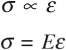 σ ∝ ε
σ = Eε